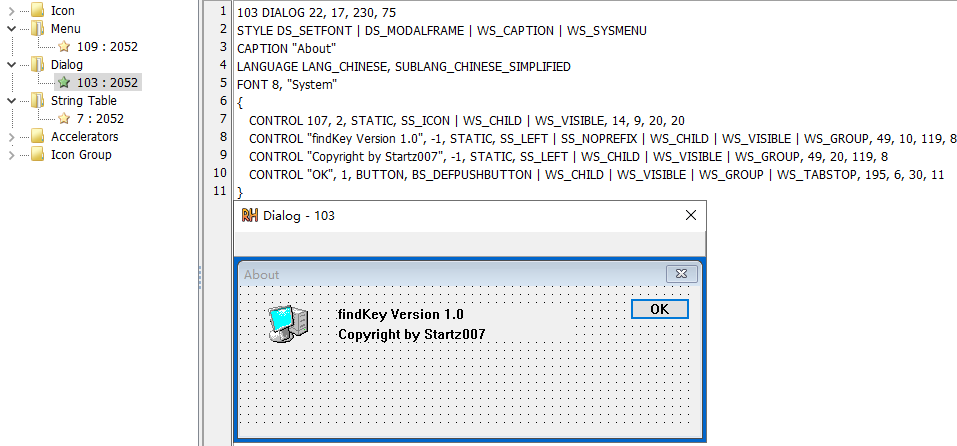 Icon
Menu
109 : 2052
Dialog
103 : 2052
String Table
7 : 2052
Accelerators
Icon Group
1 103 DIALOG 22, 17, 230, 75
2 STYLE DS_SETFONT | DS_MODALFRAME | WS_CAPTION | WS_SYSMENU
3 CAPTION "About"
4 LANGUAGE LANG_CHINESE, SUBLANG_CHINESE_SIMPLIFIED
5 FONT 8, "System"
6 {
7 CONTROL 107, 2, STATIC, SS_ICON | WS_CHILD | WS_VISIBLE, 14, 9, 20, 20
8 CONTROL "findKey Version 1.0", -1, STATIC, SS_LEFT | SS_NOPREFIX | WS_CHILD | WS_VISIBLE | WS_GROUP, 49, 10, 119, 8
9 CONTROL "Copyright by Startz007", -1, STATIC, SS_LEFT | WS_CHILD | WS_VISIBLE | WS_GROUP, 49, 20, 119, 8
10 CONTROL "OK", 1, BUTTON, BS_DEFPUSHBUTTON | WS_CHILD | WS_VISIBLE | WS_GROUP | WS_TABSTOP, 195, 6, 30, 11
11 }
RH Dialog - 103
About
findKey Version 1.0
OK
Copyright by Startz007